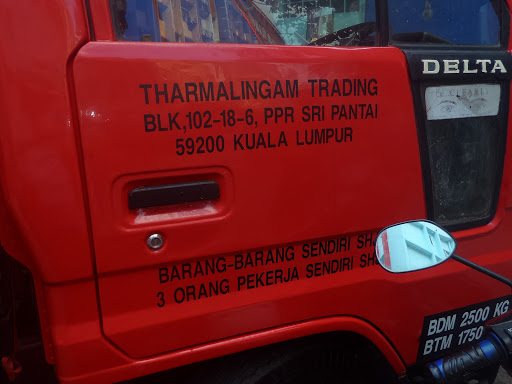 THARMALINGAM TRADING
BLK,102-18-6, PPR SRI PANTAI
59200 KUALA LUMPUR
DELTA
BARANG-BARANG SENDIRI
3 ORANG PEKERJA SENDIRI
BDM 2500 KG
BTM 1750